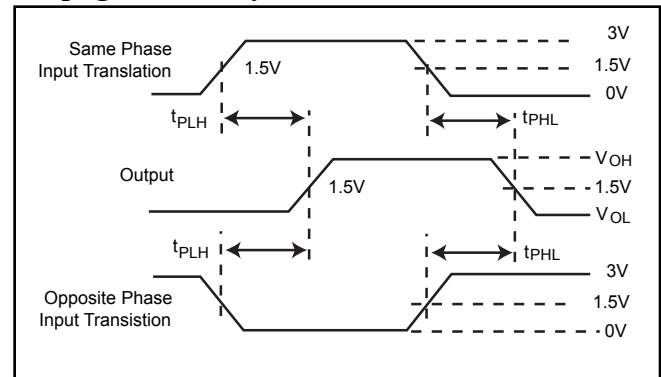 Same Phase
Input Translation
1.5V
3V
1.5V
0V
tPLH
tPHL
Output
1.5V
VOH
1.5V
VOL
tPLH
tPHL
Opposite Phase
Input Transistion
3V
1.5V
0V